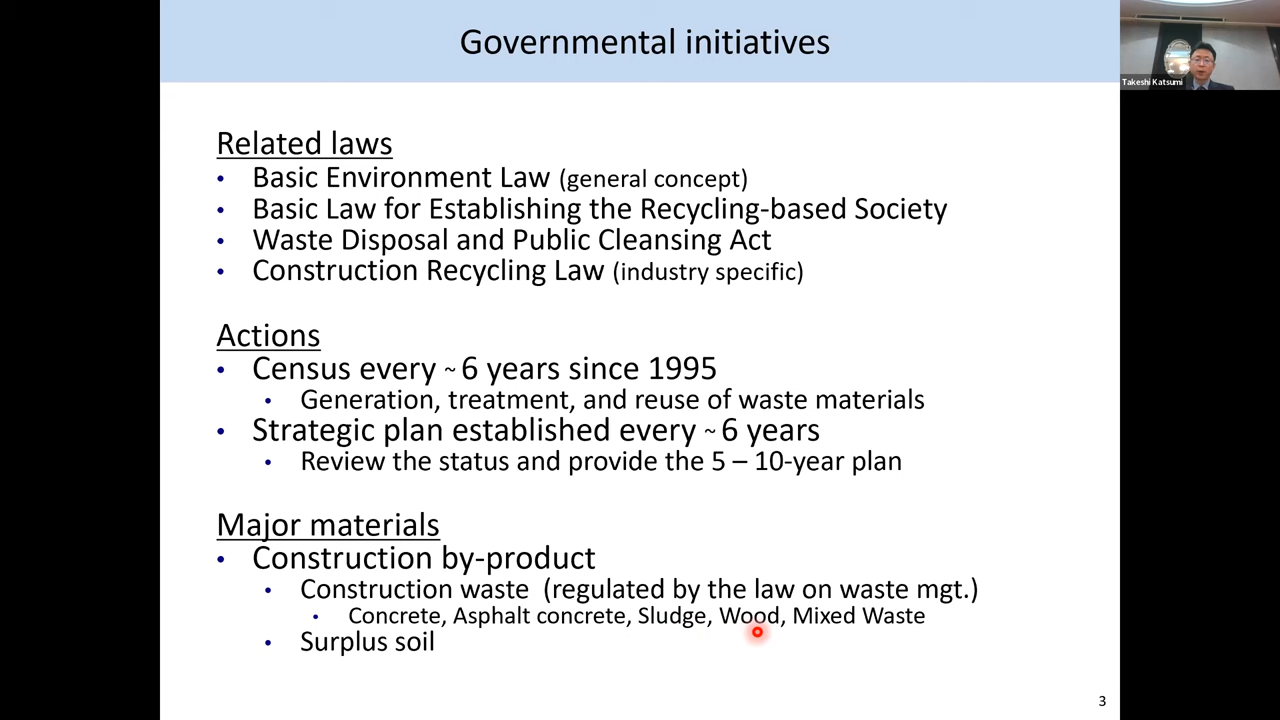 Governmental initiatives
Takeshi Katsumi
Related laws
• Basic Environment Law (general concept)
• Basic Law for Establishing the Recycling-based Society
• Waste Disposal and Public Cleansing Act
• Construction Recycling Law (industry specific)
Actions
• Census every ~6 years since 1995
• Generation, treatment, and reuse of waste materials
• Strategic plan established every ~6 years
• Review the status and provide the 5 – 10-year plan
Major materials
• Construction by-product
• Construction waste (regulated by the law on waste mgt.)
• Concrete, Asphalt concrete, Sludge, Wood, Mixed Waste
• Surplus soil
3